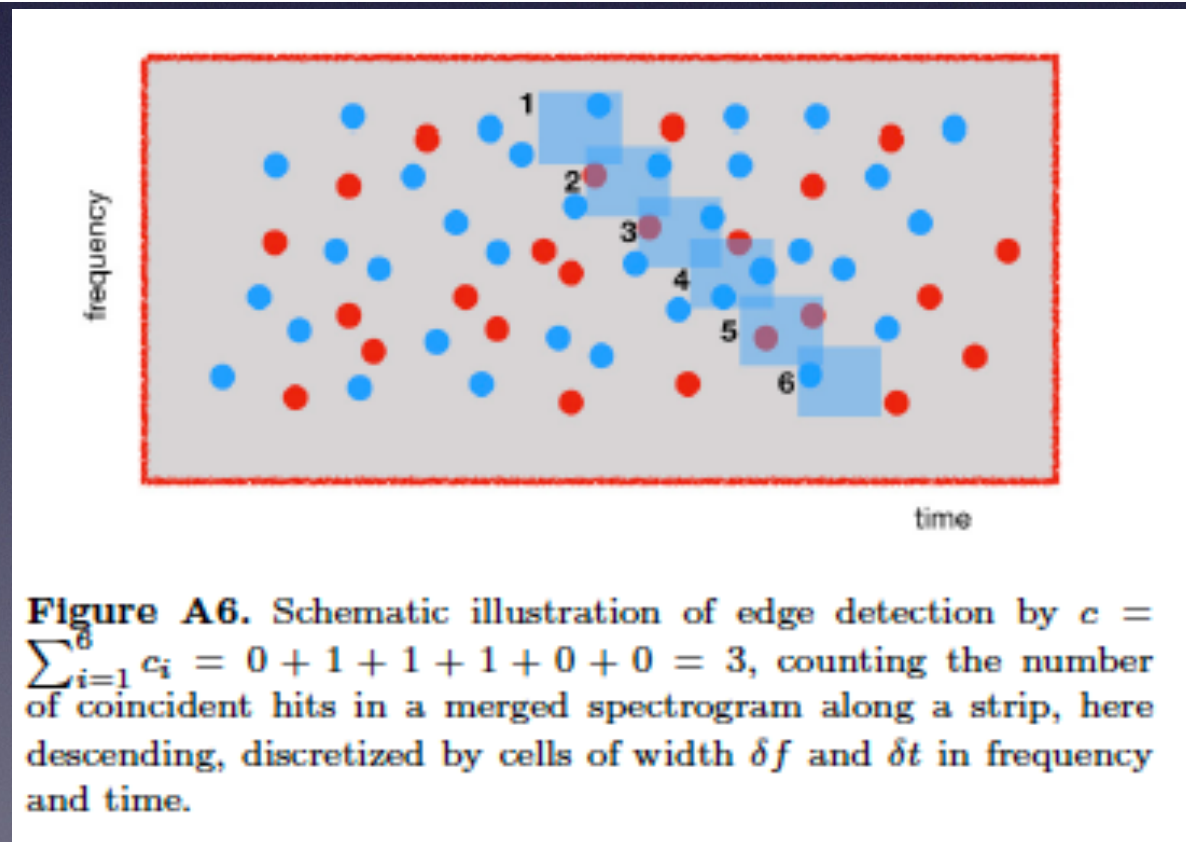 1
2
3
4
5
6
frequency
time
Figure A6. Schematic illustration of edge detection by c =
∑⁶ᵢ₌₁ cᵢ = 0 + 1 + 1 + 1 + 0 + 0 = 3, counting the number
of coincident hits in a merged spectrogram along a strip, here
descending, discretized by cells of width δf and δt in frequency
and time.